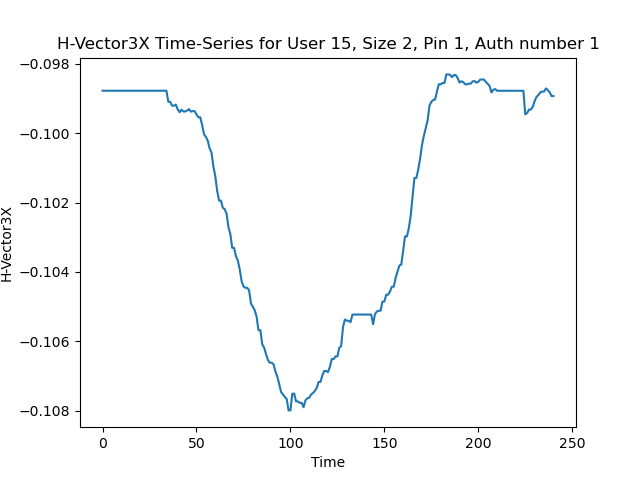 H-Vector3X Time-Series for User 15, Size 2, Pin 1, Auth number 1
−0.098
−0.100
−0.102
−0.104
−0.106
−0.108
H-Vector3X
0 50 100 150 200 250
Time